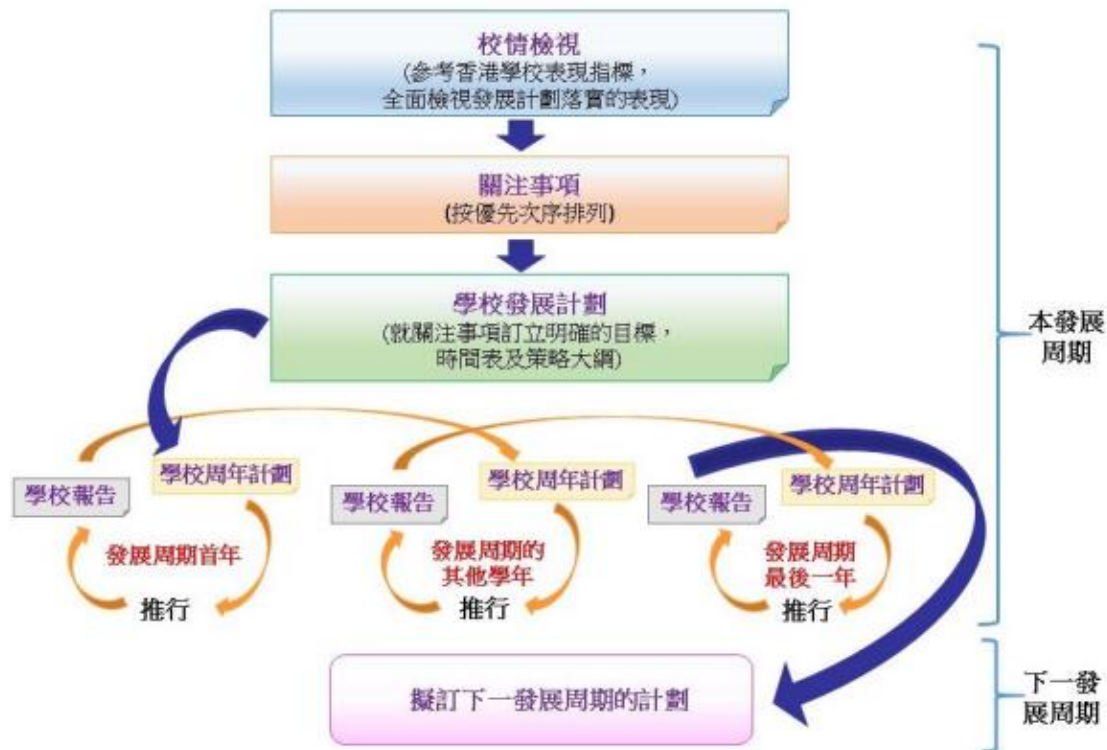 校情檢視
(參考香港學校表現指標，
全面檢視發展計劃落實的表現)
關注事項
(按優先次序排列)
學校發展計劃
(就關注事項訂立明確的目標，
時間表及策略大綱)
本發展
周期
學校報告
學校周年計劃
發展周期首年
推行
學校報告
學校周年計劃
發展周期的
其他學年
推行
學校報告
學校周年計劃
發展周期
最後一年
推行
擬訂下一發展周期的計劃
下一發
展周期